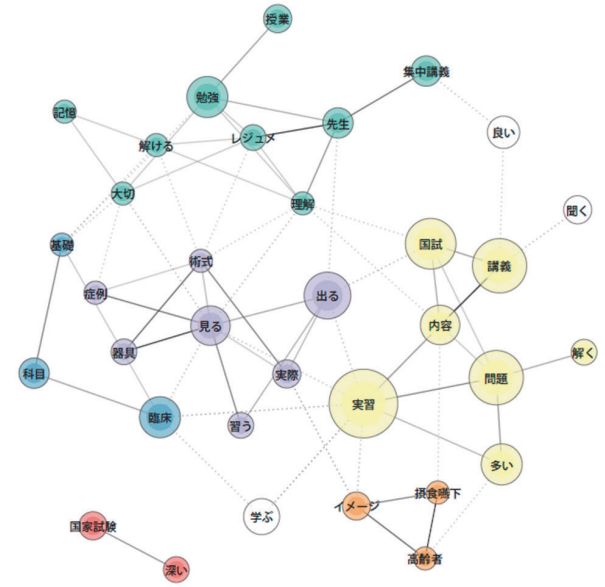 授業
集中講義
勉強
記憶
先生
良い
レジュメ
解ける
大切
理解
聞く
基礎
国試
術式
講義
症例
出る
見る
内容
器具
解く
科目
実際
問題
実習
臨床
習う
多い
摂食嚥下
イメージ
学ぶ
国家試験
高齢者
深い